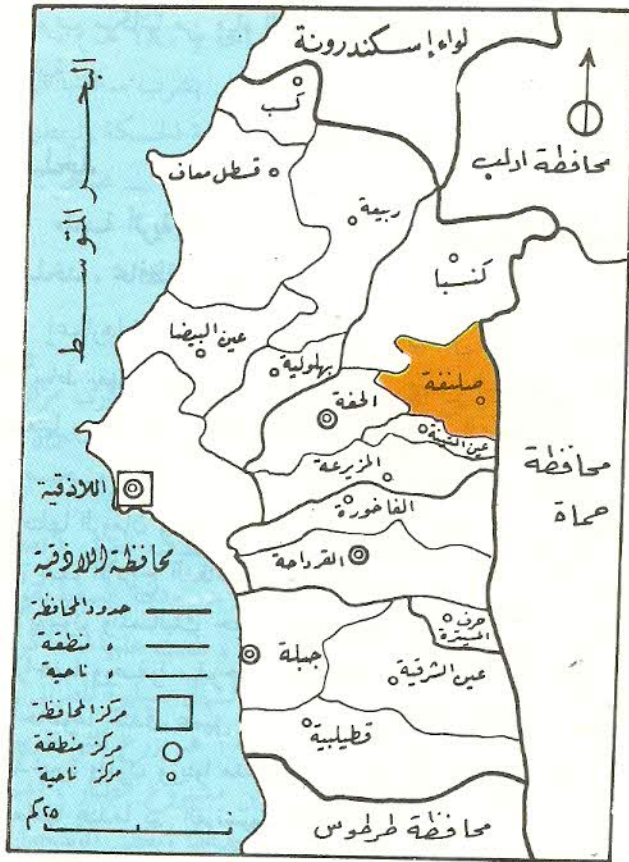 لواء إسكندرونة
البحر المتوسط
محافظة ادلب
كسب
قسطل معاف
ربيعة
كنسبا
عين البيضا
بهلولية
صلنفة
الحفة
عين التينة
محافظة
حماة
المزيرعة
اللاذقية
الفاخورة
القرداحة
محافظة اللاذقية
حدود المحافظة
» منطقة
» ناحية
مركز المحافظة
مركز منطقة
مركز ناحية
٢٥ كم
جبلة
حرف
المسيترة
عين الشرقية
قطيلبية
محافظة طرطوس